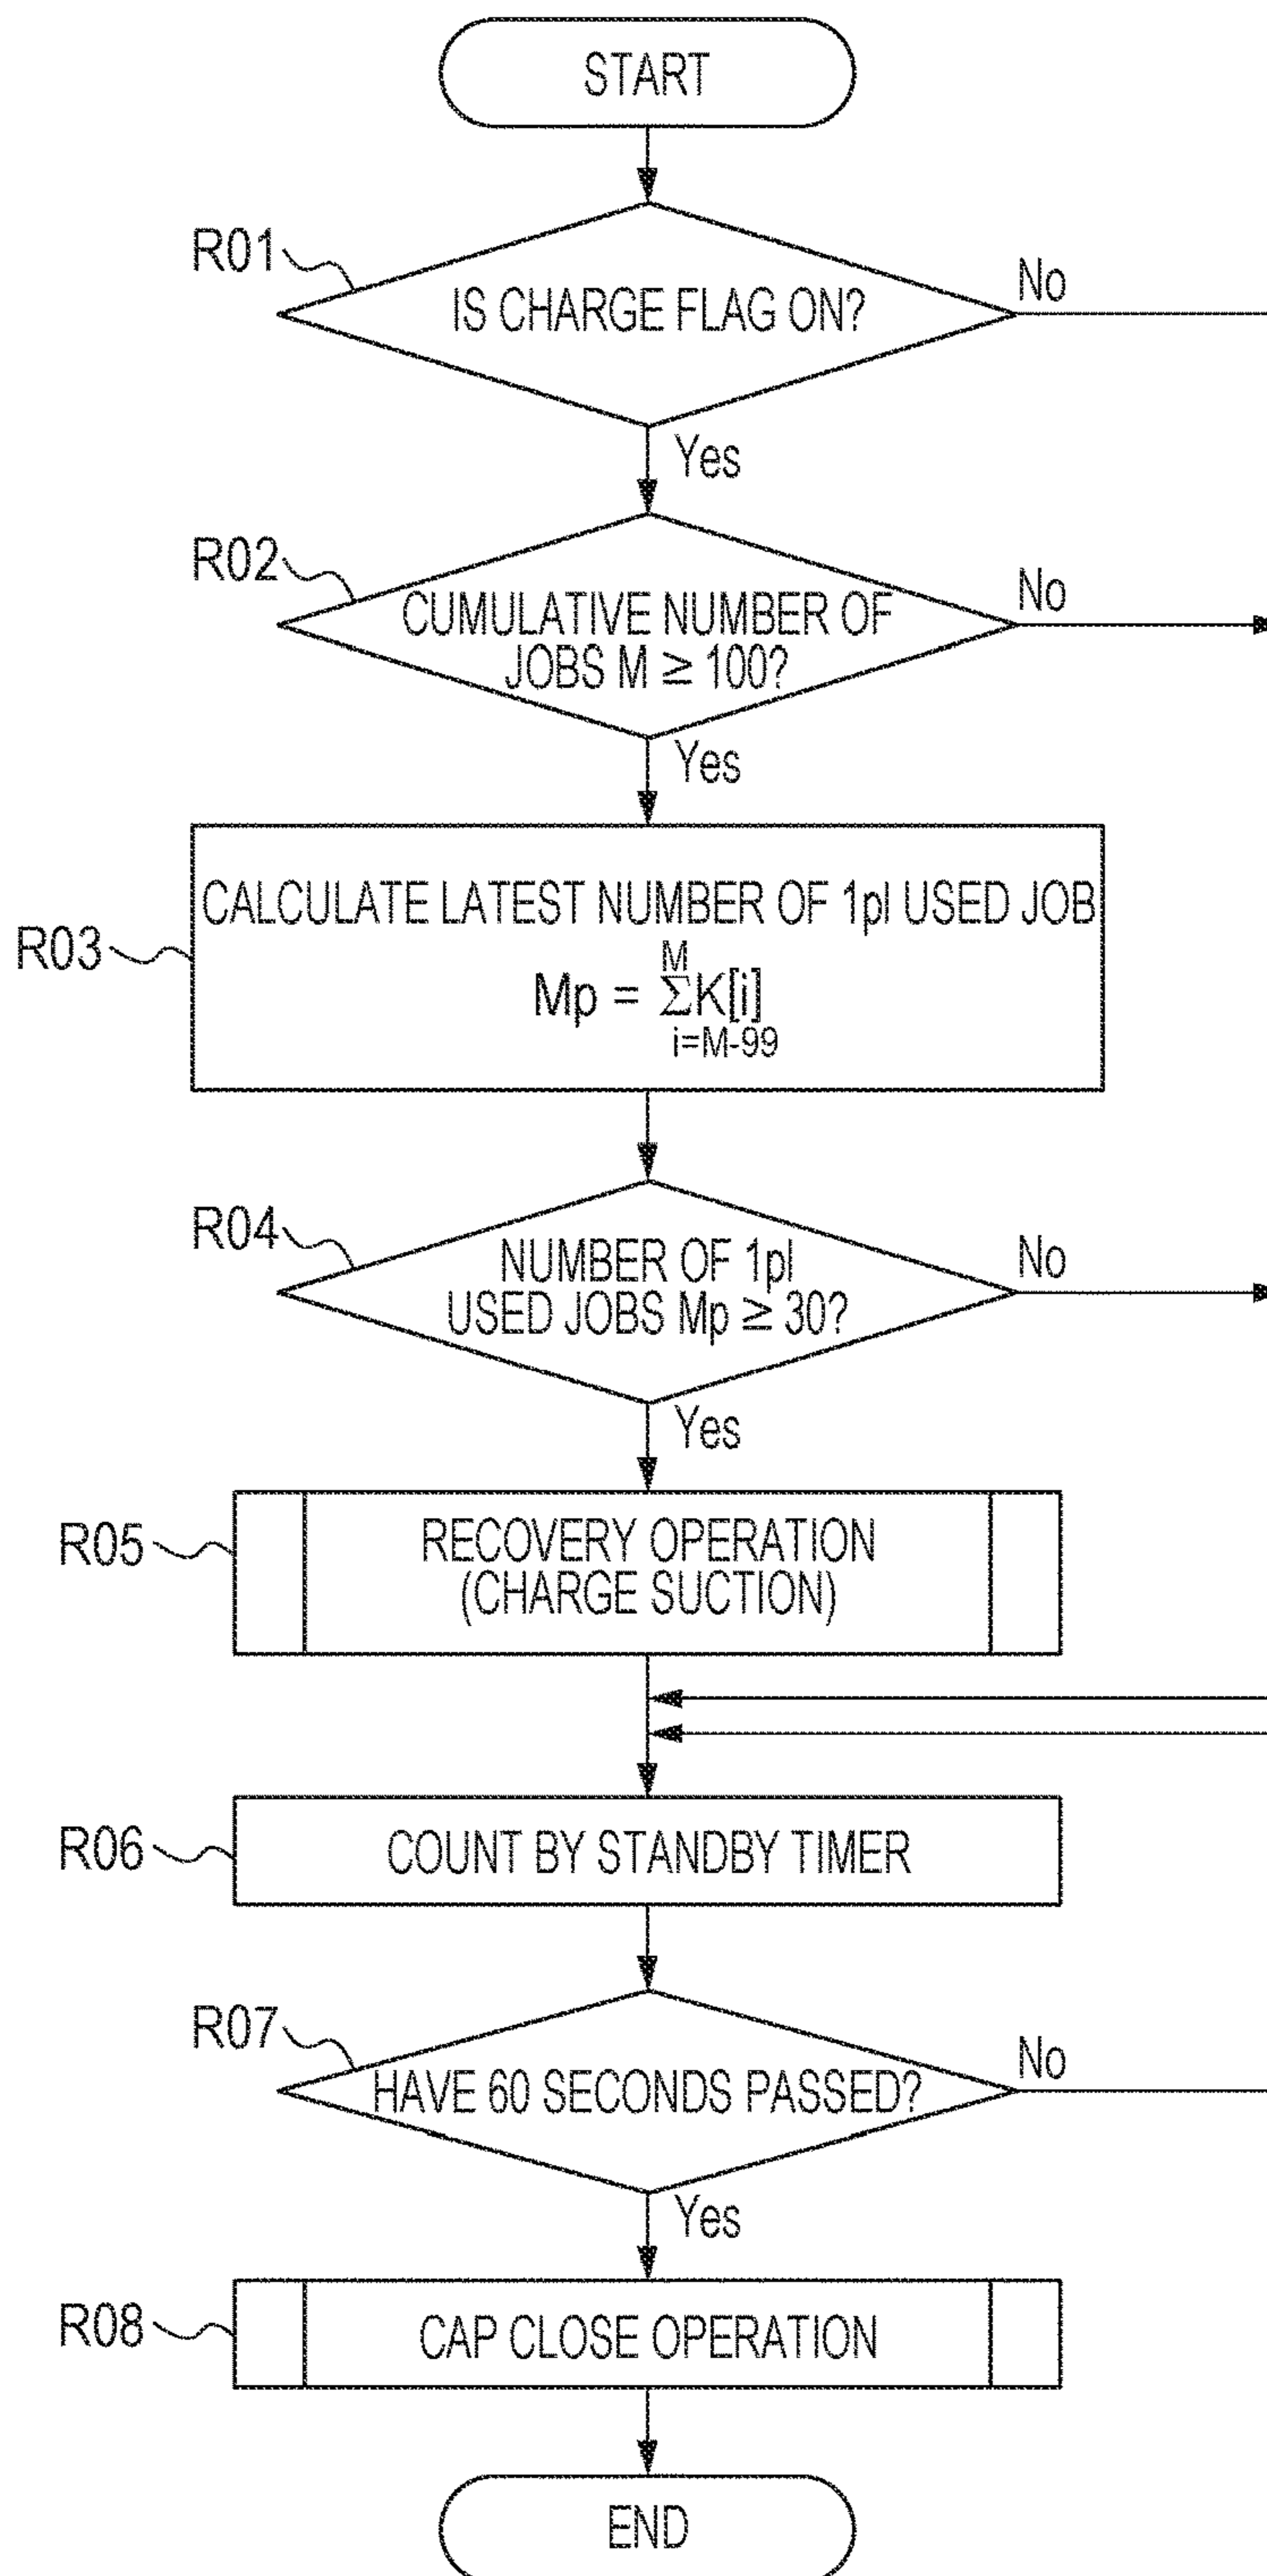 START
R01
IS CHARGE FLAG ON?
No
Yes
R02
CUMULATIVE NUMBER OF
JOBS M ≥ 100?
No
Yes
R03
CALCULATE LATEST NUMBER OF 1pl USED JOB
M
Mp = ΣK[i]
i=M-99
R04
NUMBER OF 1pl
USED JOBS Mp ≥ 30?
No
Yes
R05
RECOVERY OPERATION
(CHARGE SUCTION)
R06
COUNT BY STANDBY TIMER
R07
HAVE 60 SECONDS PASSED?
No
Yes
R08
CAP CLOSE OPERATION
END